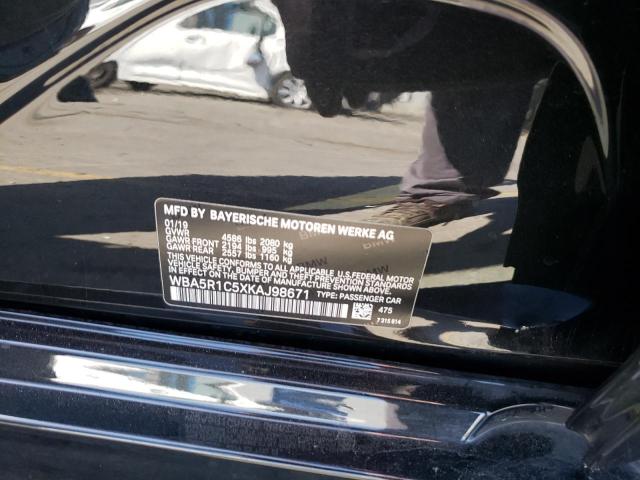 MFD BY BAYERISCHE MOTOREN WERKE AG
01/19
GVWR 4586 lbs 2080 kg
GAWR FRONT 2194 lbs 995 kg
GAWR REAR 2557 lbs 1160 kg
THIS VEHICLE CONFORMS TO ALL APPLICABLE U.S.FEDERAL MOTOR
VEHICLE SAFETY, BUMPER, AND THEFT PREVENTION STANDARDS
IN EFFECT ON THE DATE OF MANUFACTURE SHOWN ABOVE.
WBA5R1C5XKAJ98671 TYPE: PASSENGER CAR
475
7 315 614